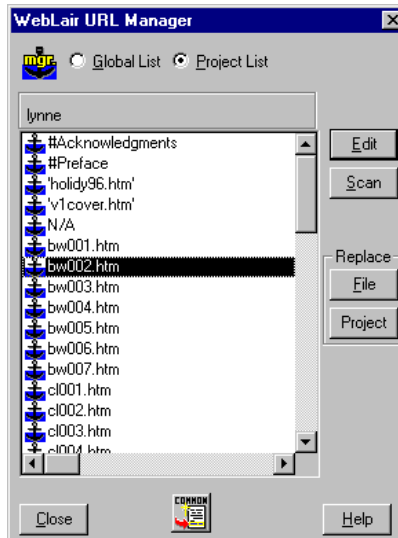 WebLair URL Manager
mgr
Global List
Project List
lynne
#Acknowledgments
#Preface
'holidy96.htm'
'v1cover.htm'
N/A
bw001.htm
bw002.htm
bw003.htm
bw004.htm
bw005.htm
bw006.htm
bw007.htm
cl001.htm
cl002.htm
cl003.htm
cl004.htm
Edit
Scan
Replace
File
Project
Close
COMMON
Help